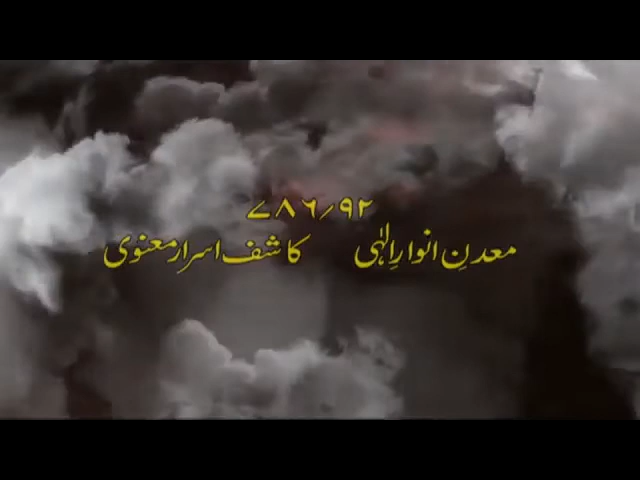 ۷۸۶/۹۲
معدنِ انوارِ الٰہی کاشف اسرار معنوی